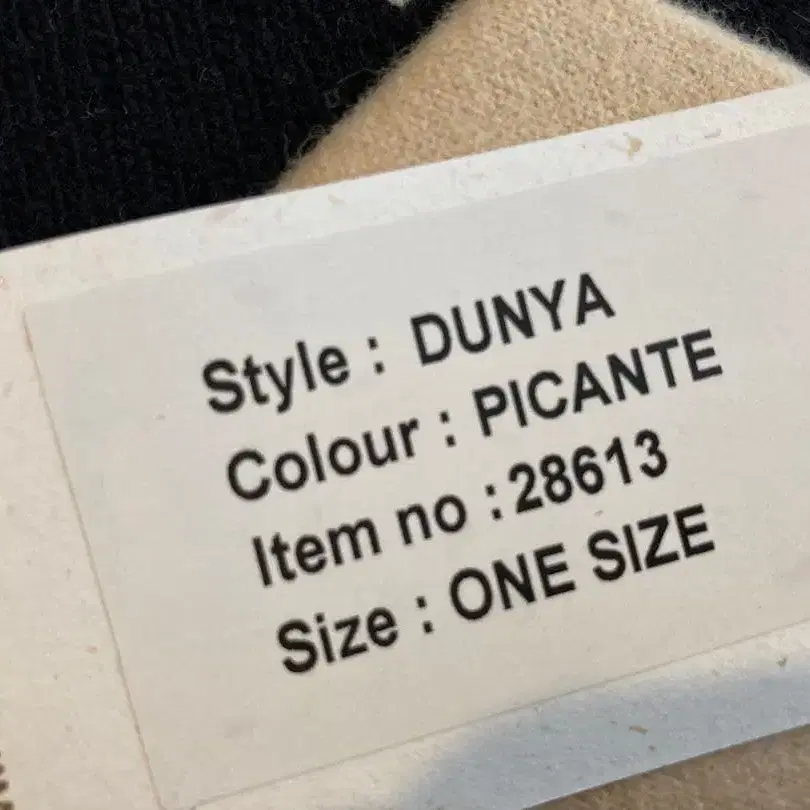 Style : DUNYA
Colour : PICANTE
Item no : 28613
Size : ONE SIZE